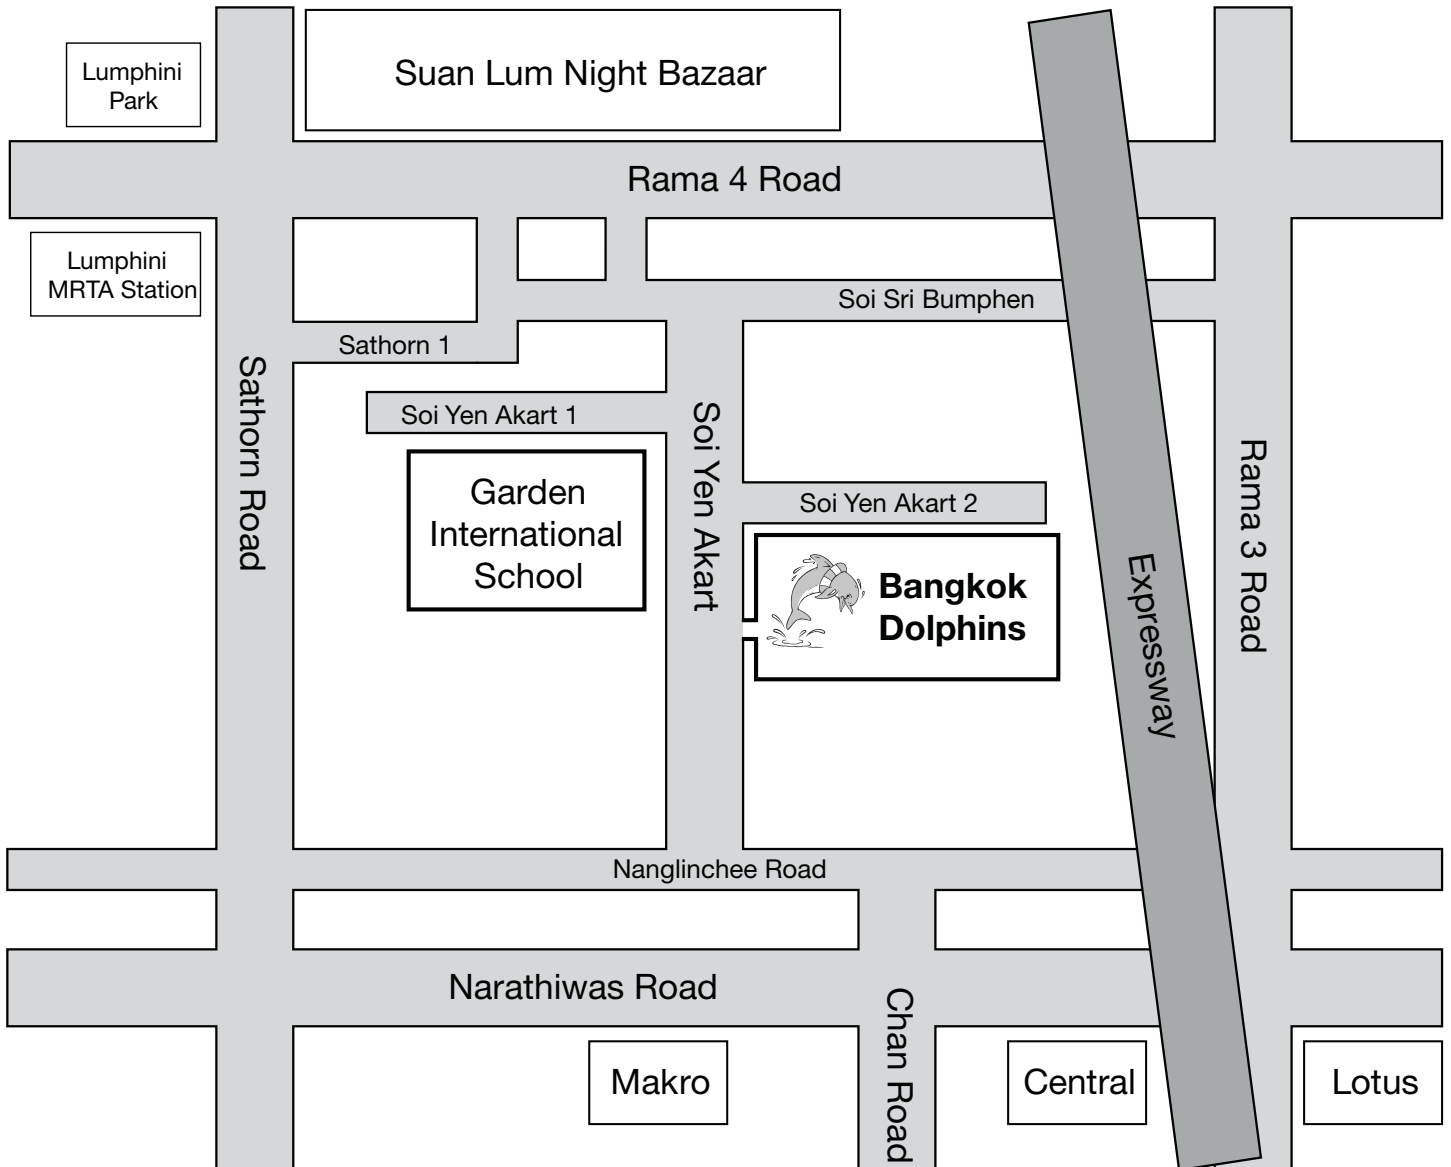 Lumphini
Park
Suan Lum Night Bazaar
Rama 4 Road
Lumphini
MRTA Station
Soi Sri Bumphen
Sathorn 1
Sathorn Road
Soi Yen Akart 1
Soi Yen Akart
Garden
International
School
Soi Yen Akart 2
Bangkok
Dolphins
Expressway
Rama 3 Road
Nanglinchee Road
Narathiwas Road
Chan Road
Makro
Central
Lotus